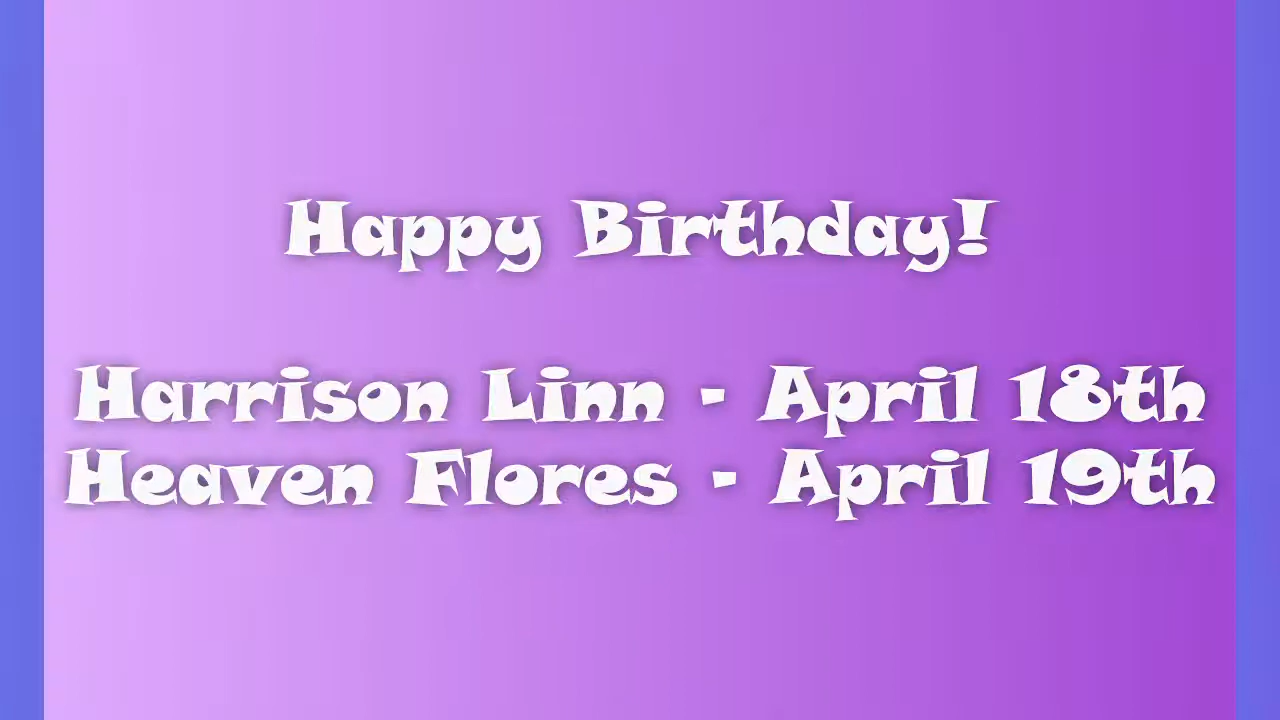 Happy Birthday!
Harrison Linn - April 18th
Heaven Flores - April 19th